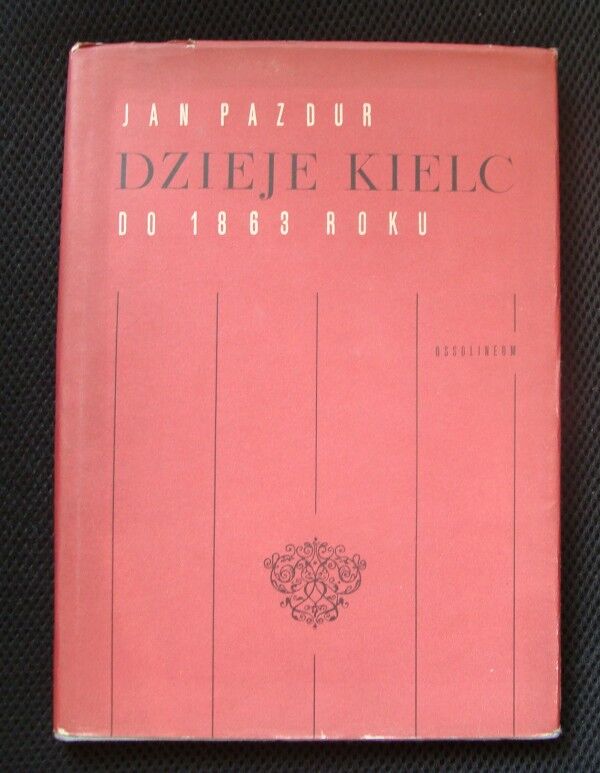 JAN PAZDUR
DZIEJE KIELC
DO 1863 ROKU
OSSOLINEUM